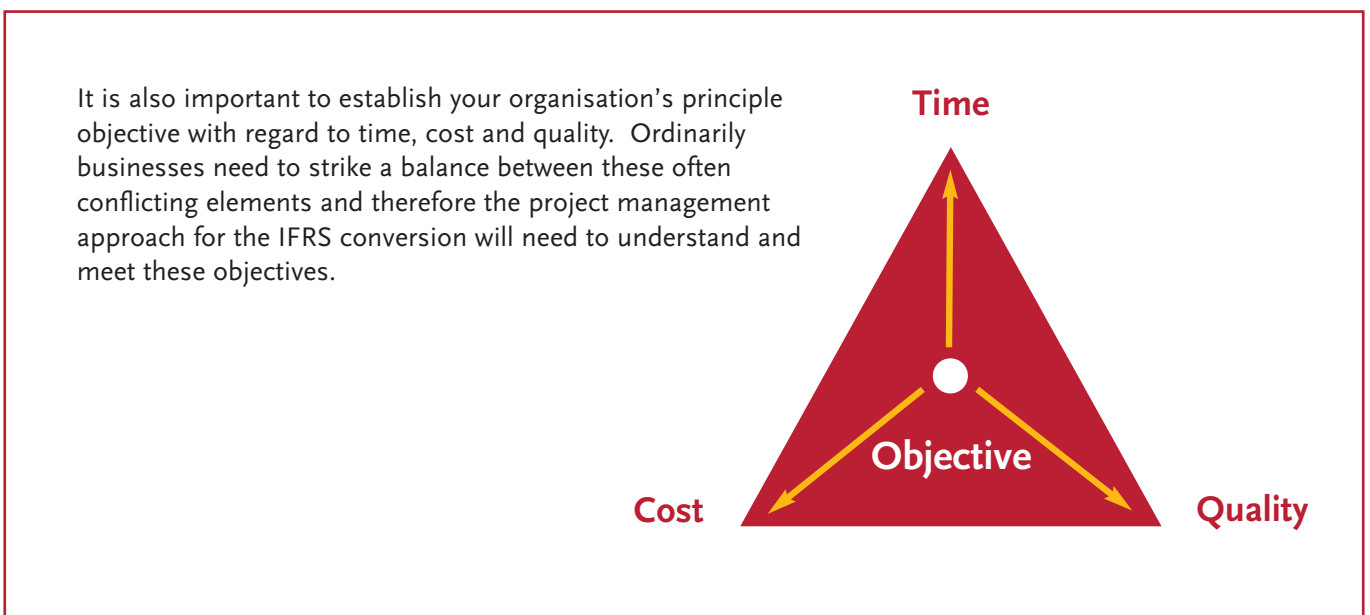 It is also important to establish your organisation’s principle
objective with regard to time, cost and quality.  Ordinarily
businesses need to strike a balance between these often
conflicting elements and therefore the project management
approach for the IFRS conversion will need to understand and
meet these objectives.
Time
Objective
Cost
Quality